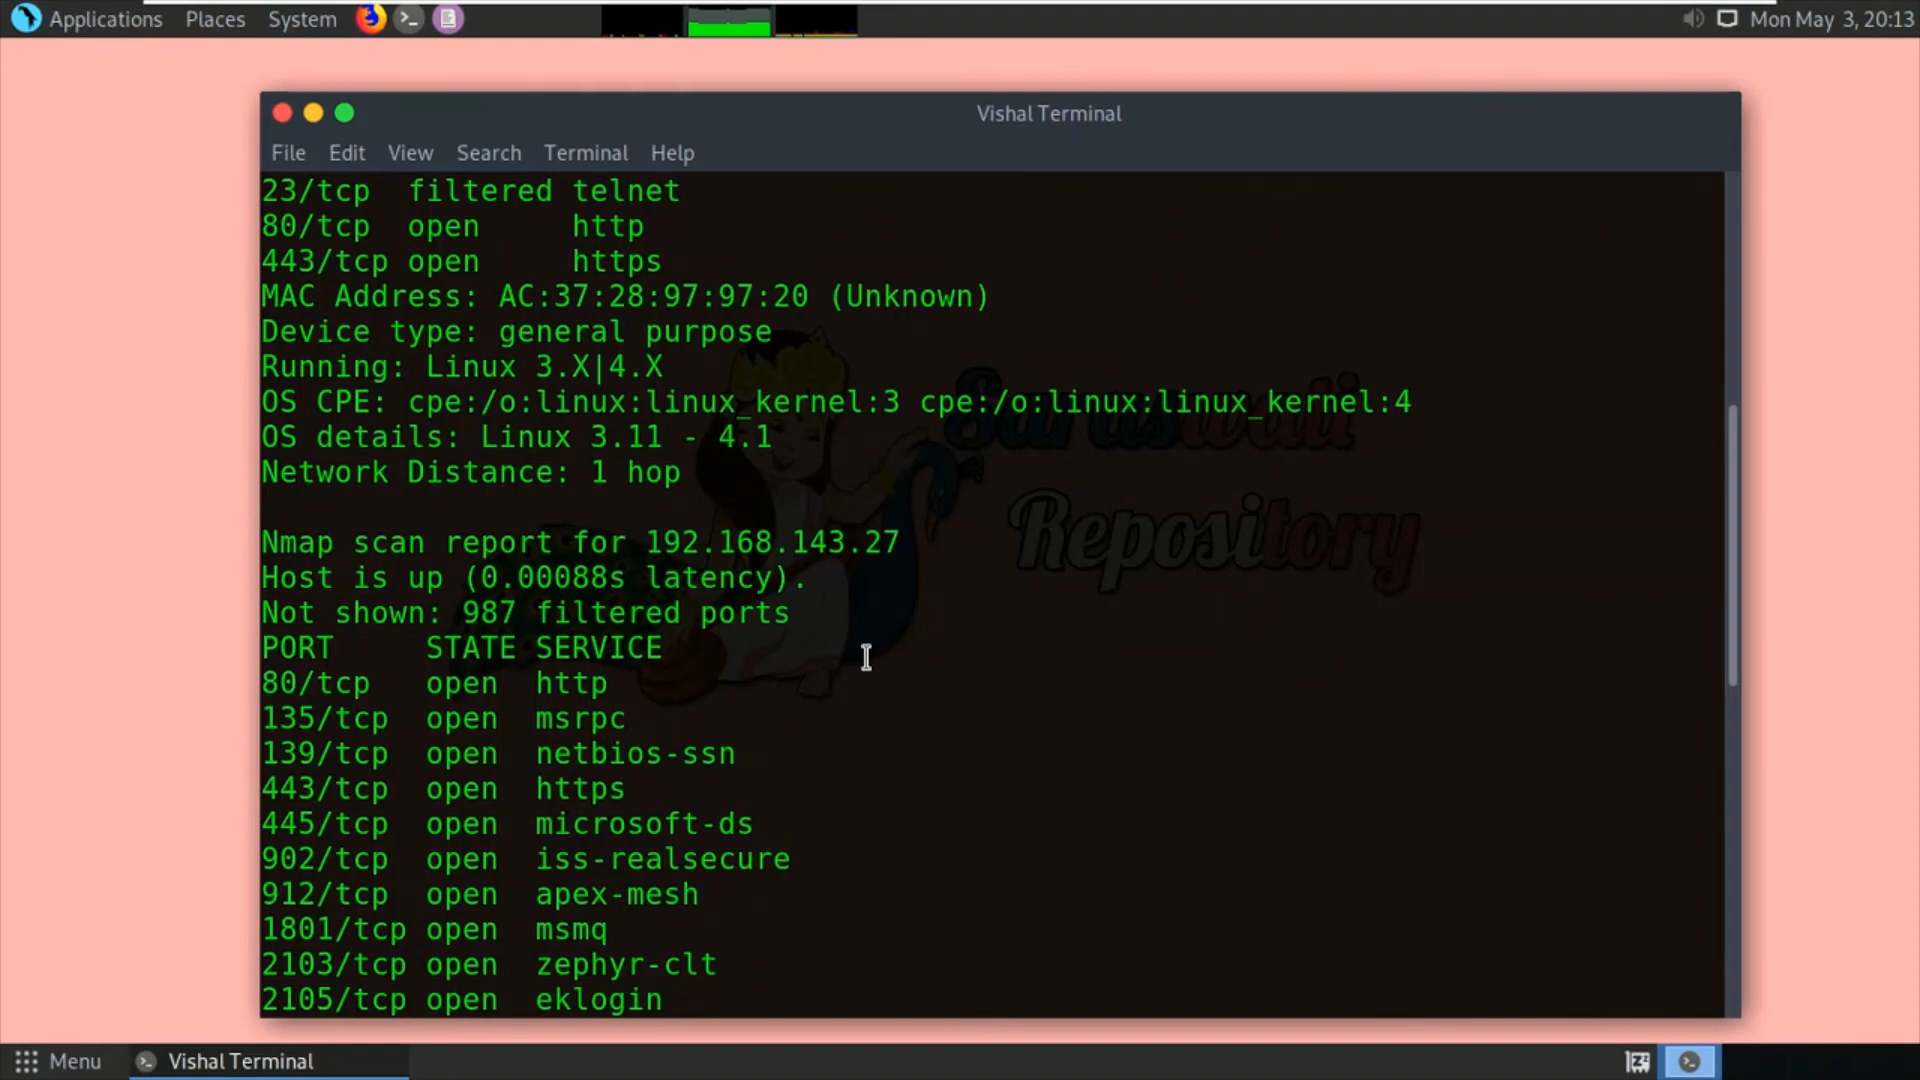 Applications Places System Mon May 3, 20:13
Vishal Terminal
File Edit View Search Terminal Help
23/tcp filtered telnet
80/tcp open http
443/tcp open https
MAC Address: AC:37:28:97:97:20 (Unknown)
Device type: general purpose
Running: Linux 3.X|4.X
OS CPE: cpe:/o:linux:linux_kernel:3 cpe:/o:linux:linux_kernel:4
OS details: Linux 3.11 - 4.1
Network Distance: 1 hop
Saraswati
Repository
Nmap scan report for 192.168.143.27
Host is up (0.00088s latency).
Not shown: 987 filtered ports
PORT STATE SERVICE
80/tcp open http
135/tcp open msrpc
139/tcp open netbios-ssn
443/tcp open https
445/tcp open microsoft-ds
902/tcp open iss-realsecure
912/tcp open apex-mesh
1801/tcp open msmq
2103/tcp open zephyr-clt
2105/tcp open eklogin
Menu Vishal Terminal